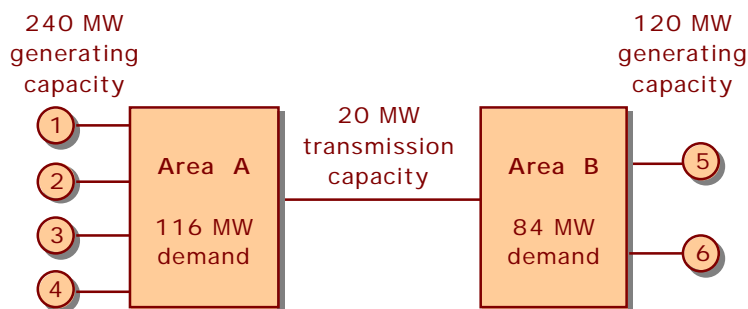 240 MW
generating
capacity
120 MW
generating
capacity
20 MW
transmission
capacity
1
2
3
4
Area A
116 MW
demand
Area B
84 MW
demand
5
6